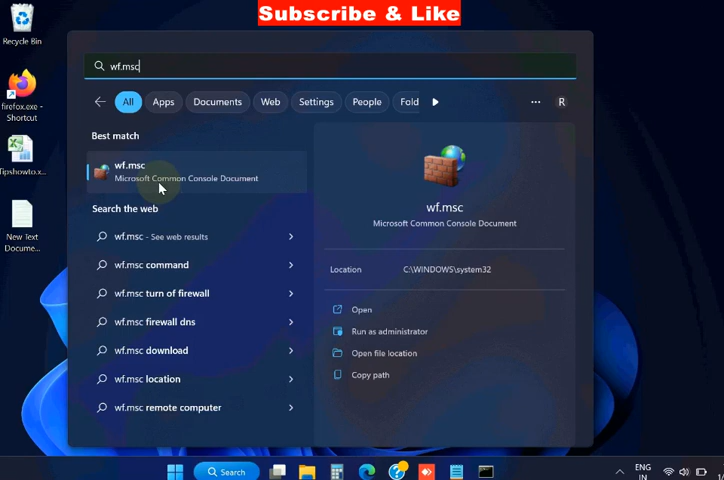 Subscribe & Like
Recycle Bin
firefox.exe -
Shortcut
Tipshowto.x...
New Text
Docume...
wf.msc
All
Apps
Documents
Web
Settings
People
Fold
R
Best match
wf.msc
Microsoft Common Console Document
Search the web
wf.msc - See web results
wf.msc command
wf.msc turn of firewall
wf.msc firewall dns
wf.msc download
wf.msc location
wf.msc remote computer
wf.msc
Microsoft Common Console Document
Location C:\WINDOWS\system32
Open
Run as administrator
Open file location
Copy path
Search
ENG
IN